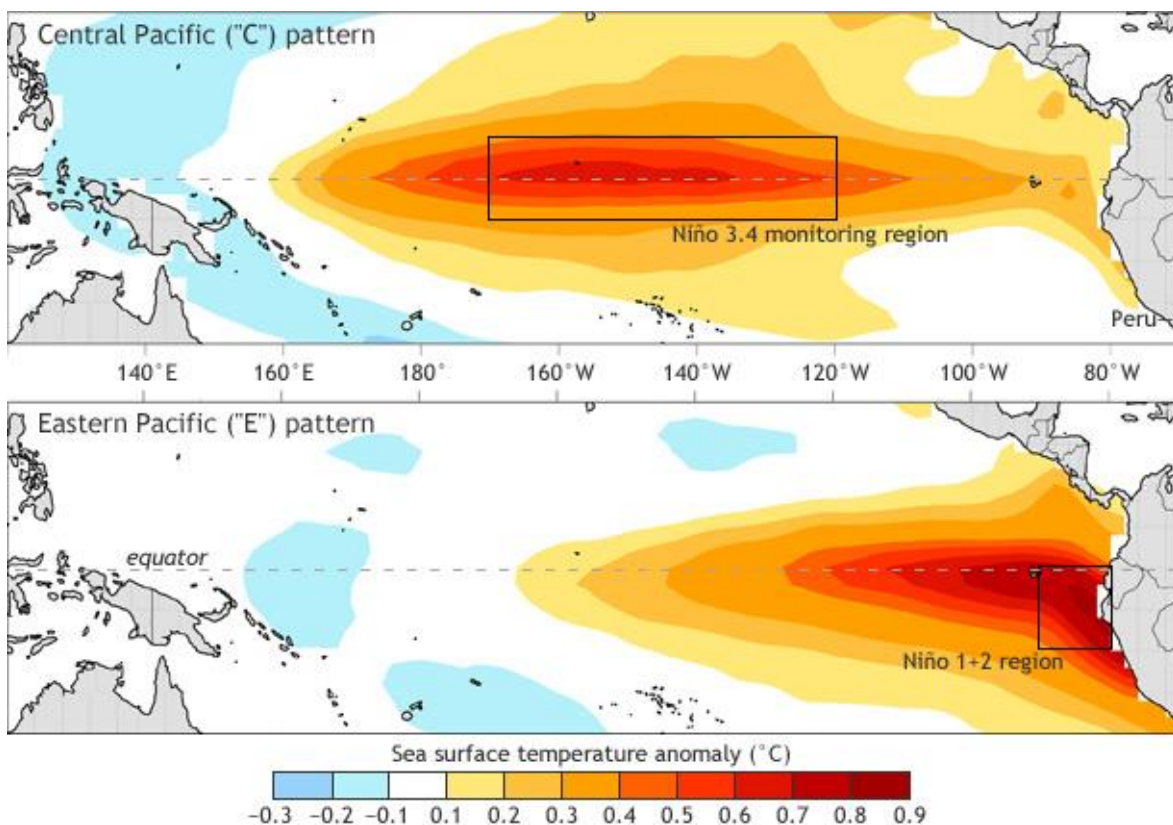 Central Pacific ("C") pattern
Niño 3.4 monitoring region
Peru
140°E 160°E 180° 160°W 140°W 120°W 100°W 80°W
Eastern Pacific ("E") pattern
equator
Niño 1+2 region
Sea surface temperature anomaly (°C)
−0.3 −0.2 −0.1 0.1 0.2 0.3 0.4 0.5 0.6 0.7 0.8 0.9